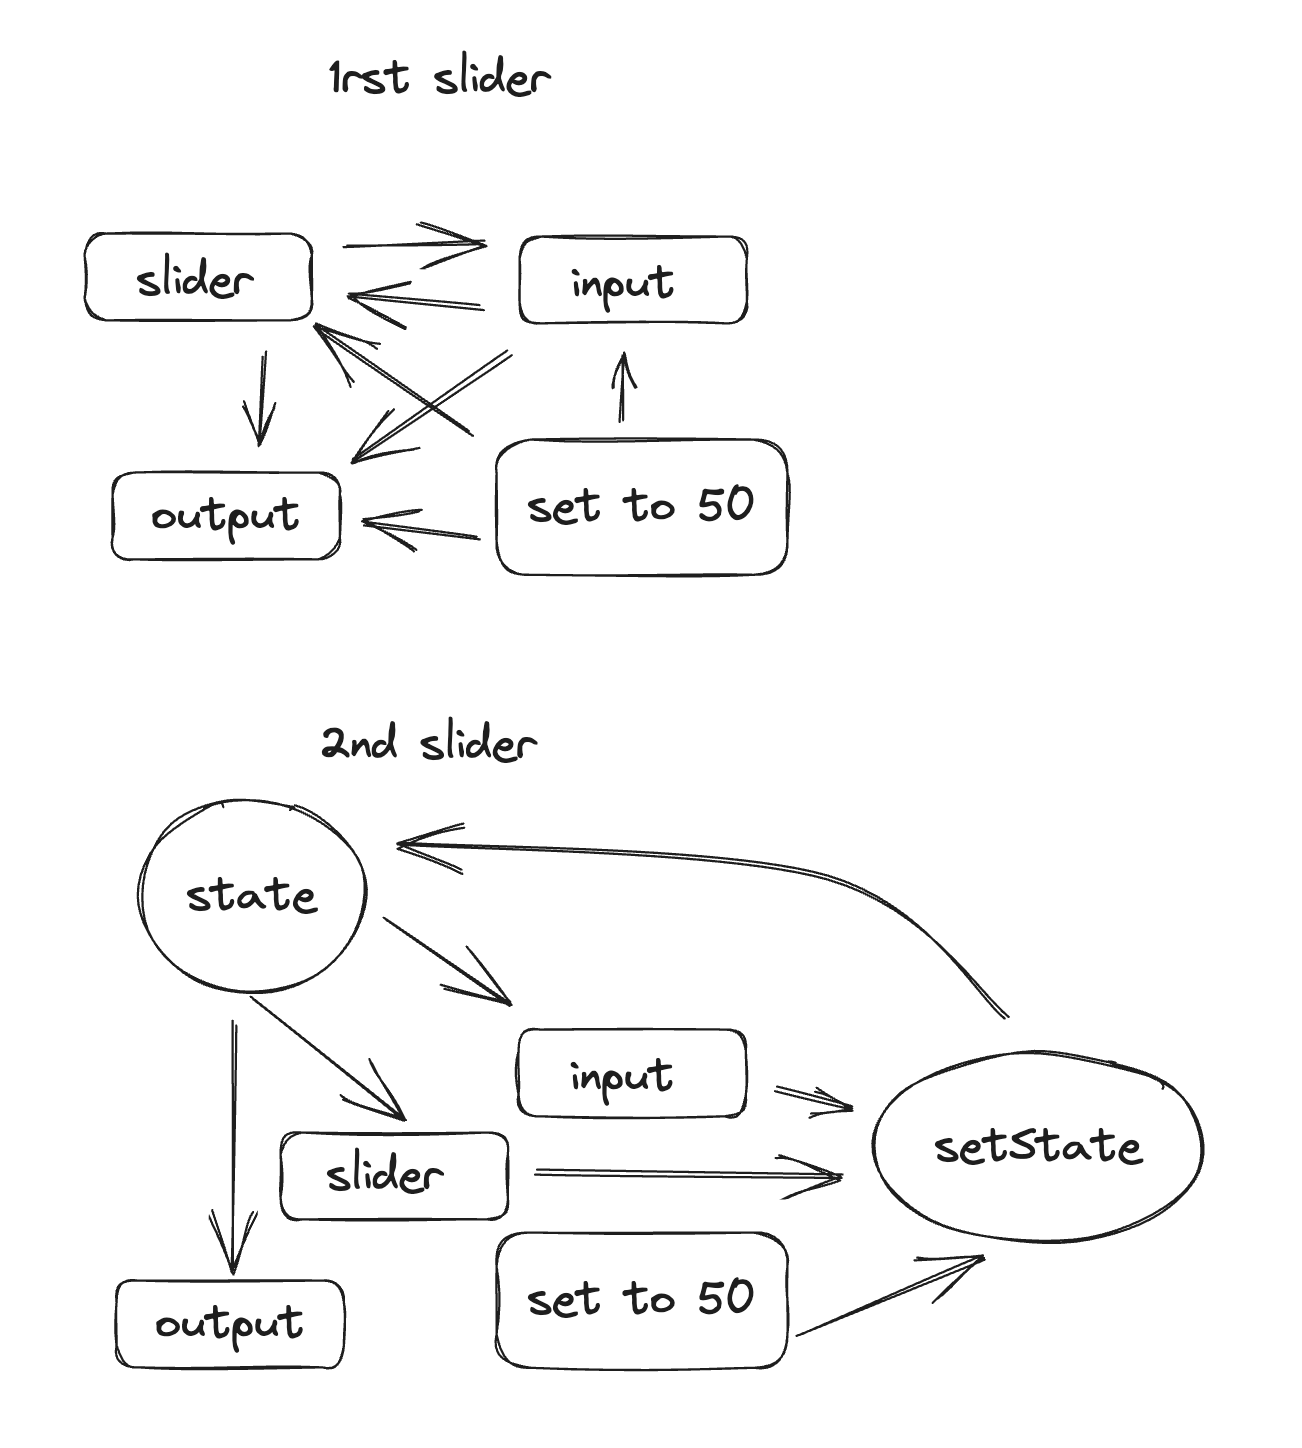 1rst slider
slider
input
output
set to 50
2nd slider
state
input
setState
slider
set to 50
output